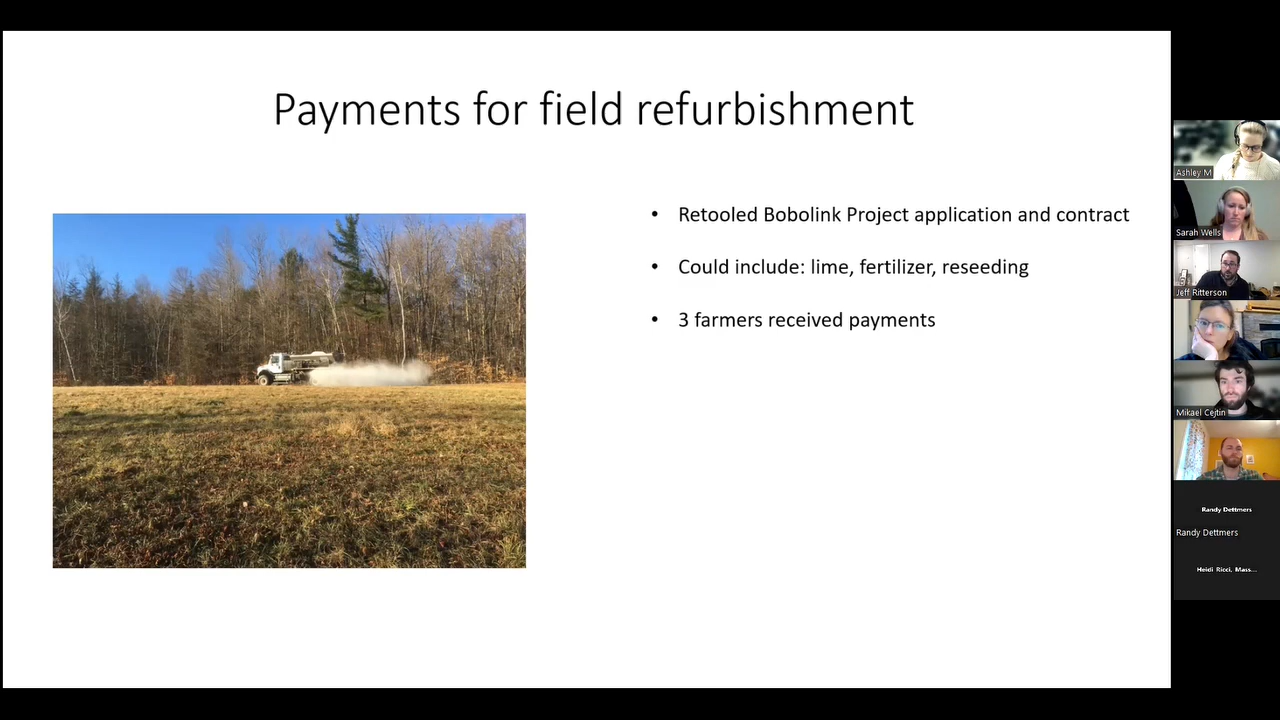 Payments for field refurbishment
• Retooled Bobolink Project application and contract
• Could include: lime, fertilizer, reseeding
• 3 farmers received payments
Ashley M
Sarah Wells
Jeff Ritterson
Mikael Cejtin
Randy Dettmers
Randy Dettmers
Heidi Ricci, Mass...